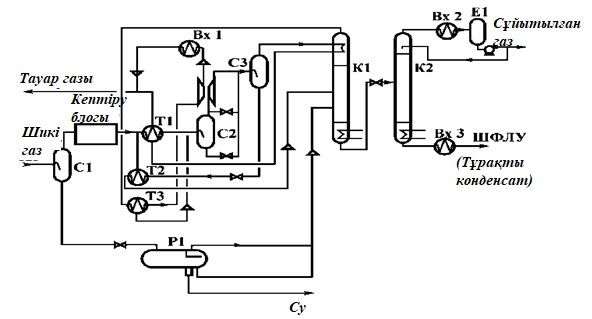 Вх 1
Вх 2
Е1
Сұйытылған
газ
С3
К1
К2
Тауар газы
Кептіру
блогы
Шикі
газ
Т1
С2
Вх 3
ШФЛУ
(Тұрақты
конденсат)
С1
Т2
Т3
Р1
Су